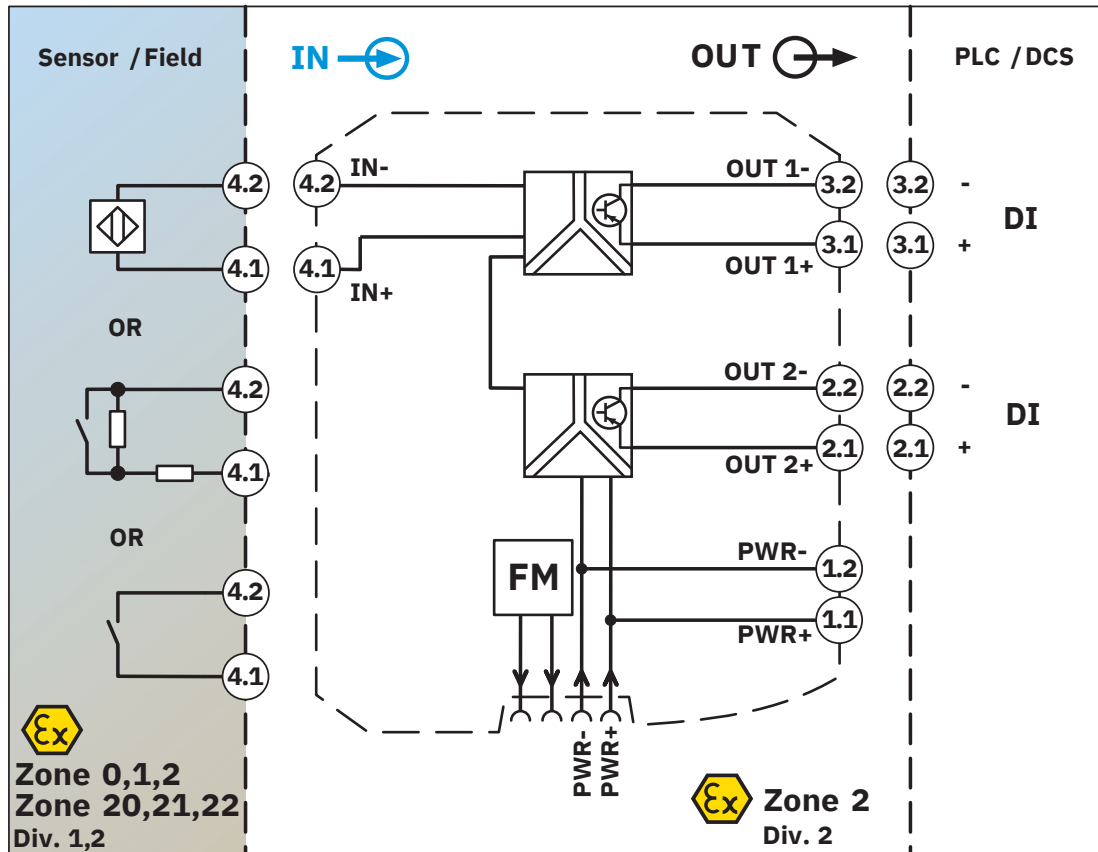 Sensor / Field
IN
OUT
PLC / DCS
4.2
4.2
IN-
OUT 1-
3.2
3.2
-
DI
4.1
4.1
IN+
OUT 1+
3.1
3.1
+
OR
4.2
OUT 2-
2.2
2.2
-
DI
4.1
OUT 2+
2.1
2.1
+
OR
4.2
FM
PWR-
1.2
4.1
PWR+
1.1
PWR-
PWR+
Ex
Zone 0,1,2
Zone 20,21,22
Div. 1,2
Ex
Zone 2
Div. 2